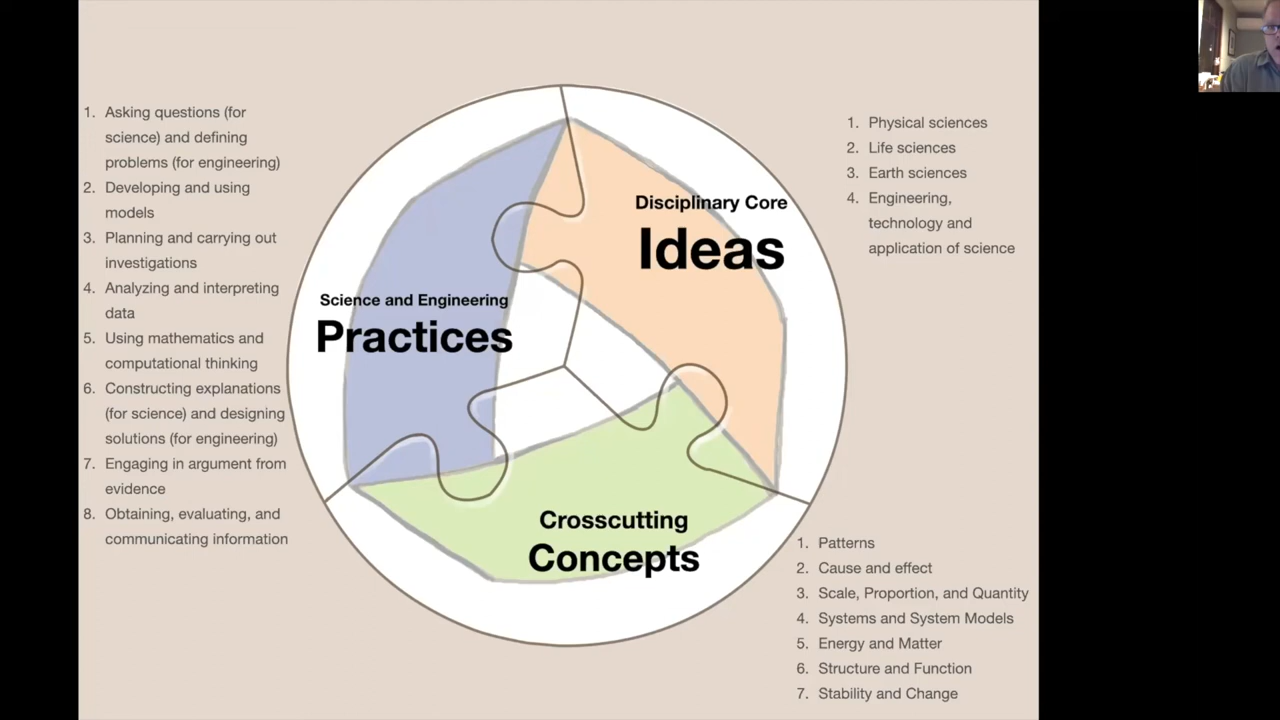 1. Asking questions (for
science) and defining
problems (for engineering)
2. Developing and using
models
3. Planning and carrying out
investigations
4. Analyzing and interpreting
data
5. Using mathematics and
computational thinking
6. Constructing explanations
(for science) and designing
solutions (for engineering)
7. Engaging in argument from
evidence
8. Obtaining, evaluating, and
communicating information
Science and Engineering
Practices
Disciplinary Core
Ideas
Crosscutting
Concepts
1. Physical sciences
2. Life sciences
3. Earth sciences
4. Engineering,
technology and
application of science
1. Patterns
2. Cause and effect
3. Scale, Proportion, and Quantity
4. Systems and System Models
5. Energy and Matter
6. Structure and Function
7. Stability and Change